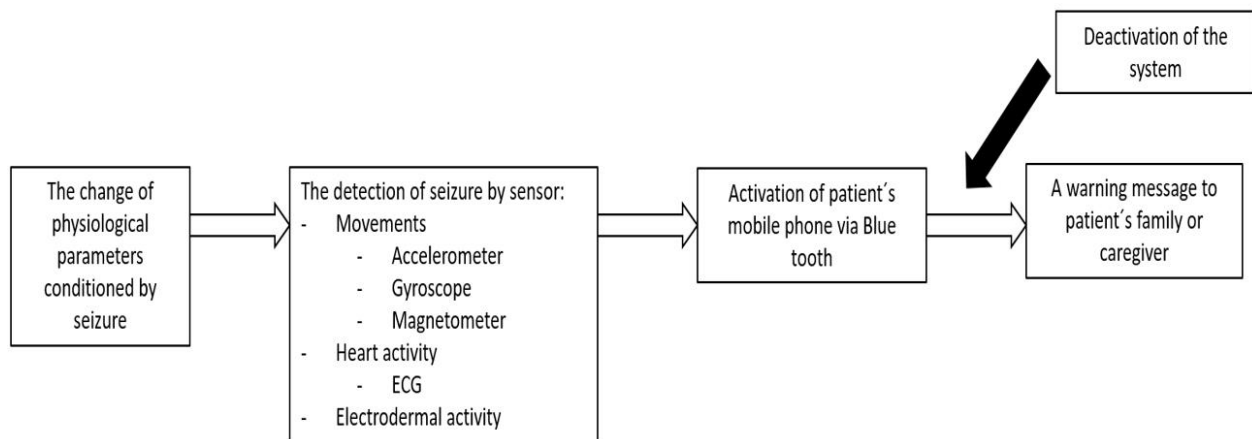 Deactivation of the
system
The change of
physiological
parameters
conditioned by
seizure
The detection of seizure by sensor:
- Movements
- Accelerometer
- Gyroscope
- Magnetometer
- Heart activity
- ECG
- Electrodermal activity
Activation of patient´s
mobile phone via Blue
tooth
A warning message to
patient´s family or
caregiver